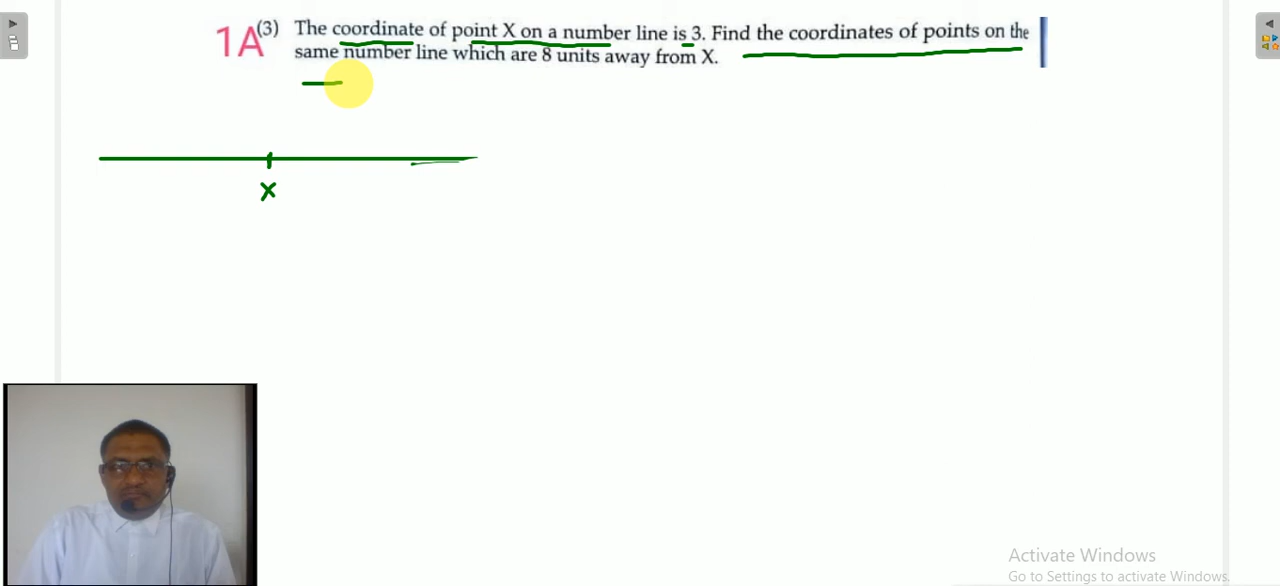 1A(3) The coordinate of point X on a number line is 3. Find the coordinates of points on the
same number line which are 8 units away from X.
x
Activate Windows
Go to Settings to activate Windows.